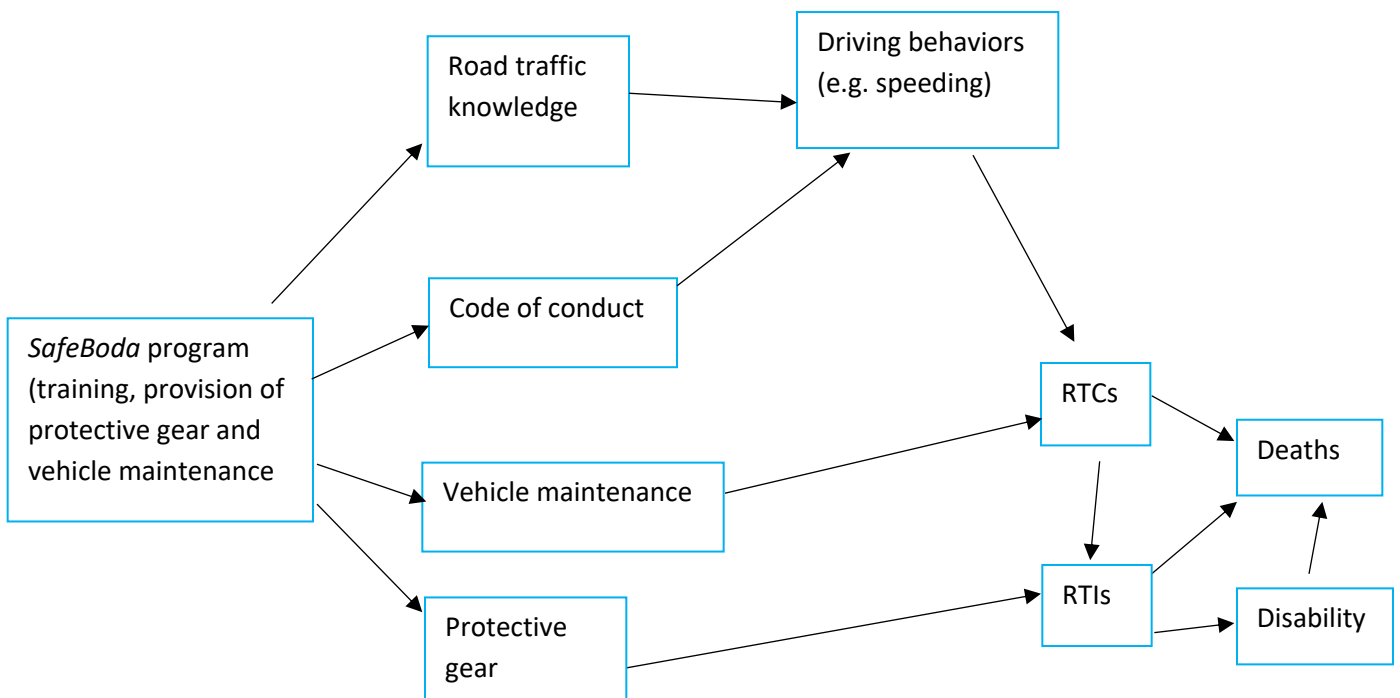 Driving behaviors
(e.g. speeding)
Road traffic
knowledge
Code of conduct
SafeBoda program
(training, provision of
protective gear and
vehicle maintenance
RTCs
Deaths
Vehicle maintenance
RTIs
Disability
Protective
gear